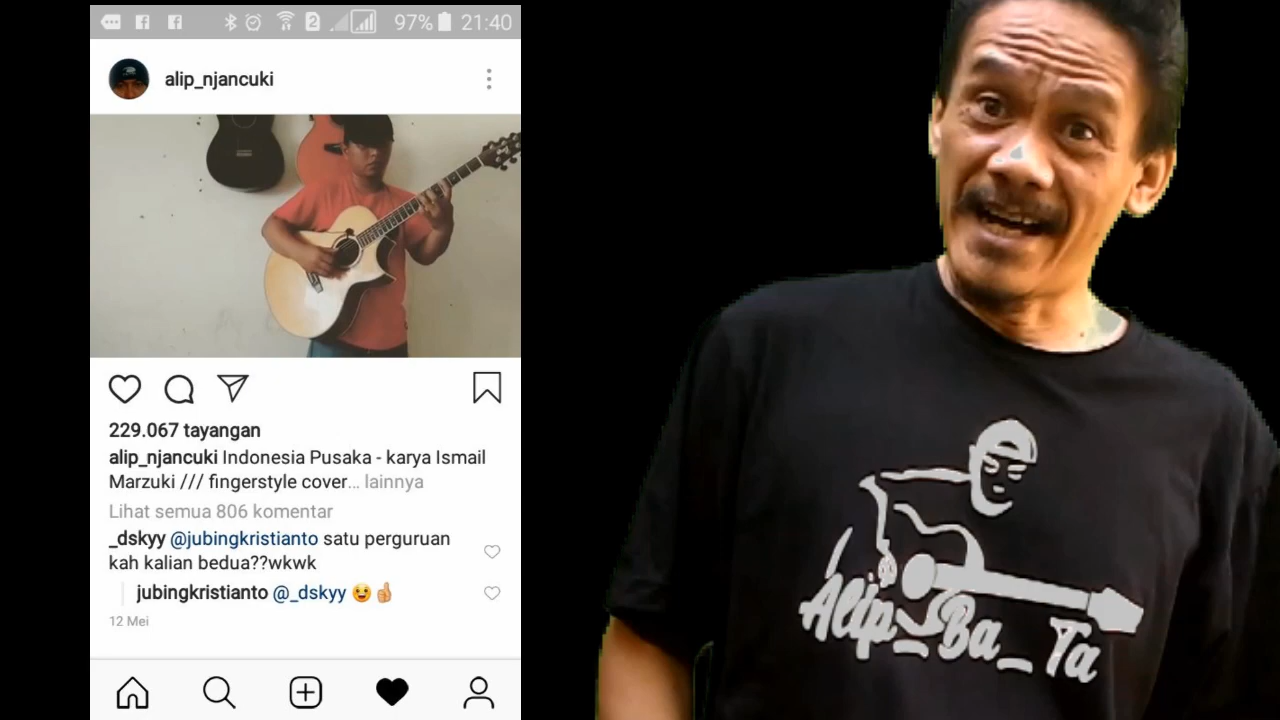 97% 21:40
alip_njancuki
229.067 tayangan
alip_njancuki Indonesia Pusaka - karya Ismail
Marzuki /// fingerstyle cover... lainnya
Lihat semua 806 komentar
_dskyy @jubingkristianto satu perguruan
kah kalian bedua??wkwk
jubingkristianto @_dskyy 😉👍
12 Mei
Alip_Ba_Ta